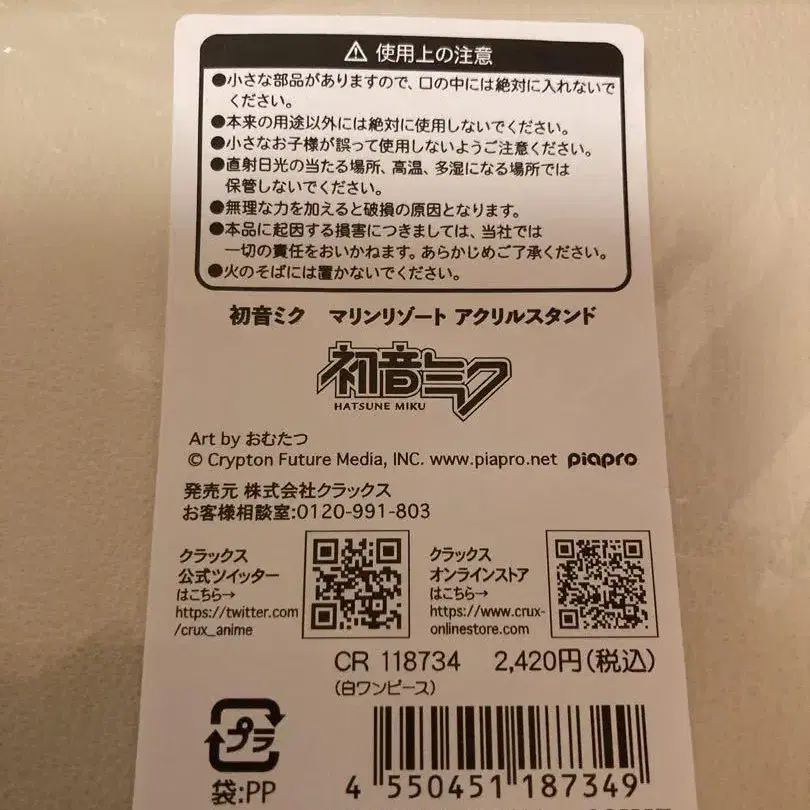 ⚠ 使用上の注意
●小さな部品がありますので、口の中には絶対に入れないで
ください。
●本来の用途以外には絶対に使用しないでください。
●小さなお子様が誤って使用しないようご注意ください。
●直射日光の当たる場所、高温、多湿になる場所では
保管しないでください。
●無理な力を加えると破損の原因となります。
●本品に起因する損害につきましては、当社では
一切の責任をおいかねます。あらかじめご了承ください。
●火のそばには置かないでください。
初音ミク マリンリゾート アクリルスタンド
初音ミク
HATSUNE MIKU
Art by おむたつ
© Crypton Future Media, INC. www.piapro.net piapro
発売元 株式会社クラックス
お客様相談室:0120-991-803
クラックス
公式ツイッター
はこちら→
https://twitter.com
/crux_anime
クラックス
オンラインストア
はこちら→
https://www.crux-
onlinestore.com
CR 118734 2,420円(税込)
(白ワンピース)
プラ
袋:PP
4 550451 187349